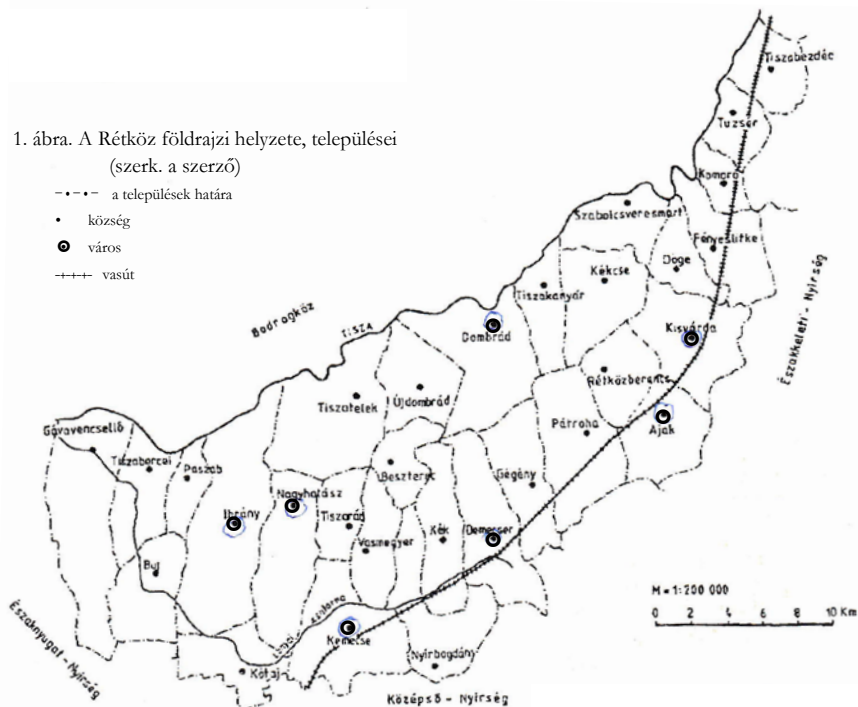 1. ábra. A Rétköz földrajzi helyzete, települései
(szerk. a szerző)
a települések határa
község
város
vasút
Tiszabezdéc
Tuzsér
Komoró
Szabolcsveresmart
Fényeslitke
Döge
Kékcse
Tiszakanyár
Bodrogköz
TISZA
Dombrád
Kisvárda
Északkeleti - Nyírség
Rétközberencs
Újdombrád
Tiszatelek
Ajak
Pátroha
Gávavencsellő
Tiszabercel
Paszab
Beszterec
Gégény
Nagyhalász
Ibrány
Tiszarád
Kék
Demecser
Vasmegyer
Buj
M = 1:200 000
0 2 4 6 8 10 Km
Északnyugat - Nyírség
Kemecse
Nyírbogdány
Kótaj
Középső - Nyírség